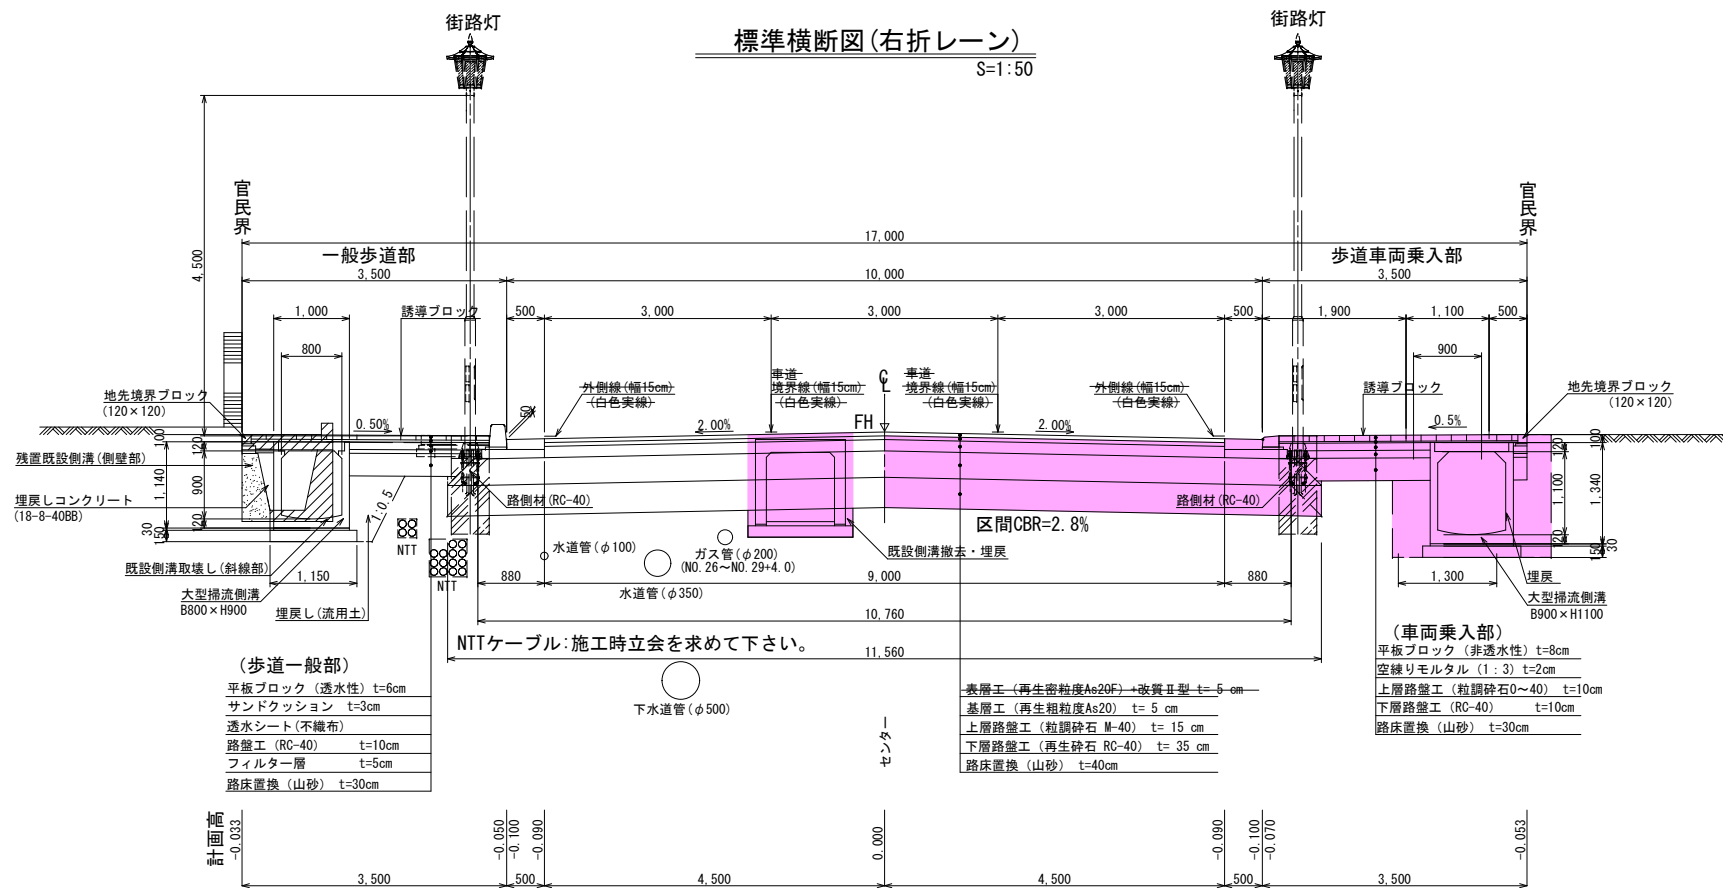 街路灯
標準横断図(右折レーン)
S=1:50
街路灯
4,500
官民界
官民界
17,000
一般歩道部
歩道車両乗入部
3,500
10,000
3,500
1,000
誘導ブロック
500
3,000
3,000
3,000
500
1,900
1,100
500
800
900
地先境界ブロック
(120×120)
外側線(幅15cm)
(白色実線)
車道
境界線(幅15cm)
(白色実線)
車道
境界線(幅15cm)
(白色実線)
外側線(幅15cm)
(白色実線)
誘導ブロック
地先境界ブロック
(120×120)
0.50%
50
2.00%
FH
2.00%
0.5%
100
120
900
120
1,140
30
150
残置既設側溝(側壁部)
埋戻しコンクリート
(18-8-40BB)
1:0.5
路側材(RC-40)
路側材(RC-40)
区間CBR=2.8%
100
120
1,100
120
1,340
30
150
NTT
NTT
水道管(φ100)
ガス管(φ200)
(NO.26～NO.29+4.0)
既設側溝撤去・埋戻
水道管(φ350)
既設側溝取壊し(斜線部)
1,150
大型掃流側溝
B800×H900
埋戻し(流用土)
880
9,000
880
1,300
埋戻
大型掃流側溝
B900×H1100
10,760
NTTケーブル:施工時立会を求めて下さい。
11,560
下水道管(φ500)
(歩道一般部)
平板ブロック (透水性) t=6cm
サンドクッション t=3cm
透水シート(不織布)
路盤工 (RC-40) t=10cm
フィルター層 t=5cm
路床置換 (山砂) t=30cm
センター
表層工 (再生密粒度As20F) +改質Ⅱ型 t= 5 cm
基層工 (再生粗粒度As20) t= 5 cm
上層路盤工 (粒調砕石 M-40) t= 15 cm
下層路盤工 (再生砕石 RC-40) t= 35 cm
路床置換 (山砂) t=40cm
(車両乗入部)
平板ブロック (非透水性) t=8cm
空練りモルタル (1:3) t=2cm
上層路盤工 (粒調砕石0～40) t=10cm
下層路盤工 (RC-40) t=10cm
路床置換 (山砂) t=30cm
計画高
-0.033
-0.050
-0.100
-0.090
0.000
-0.090
-0.100
-0.070
-0.053
3,500
500
4,500
4,500
500
3,500